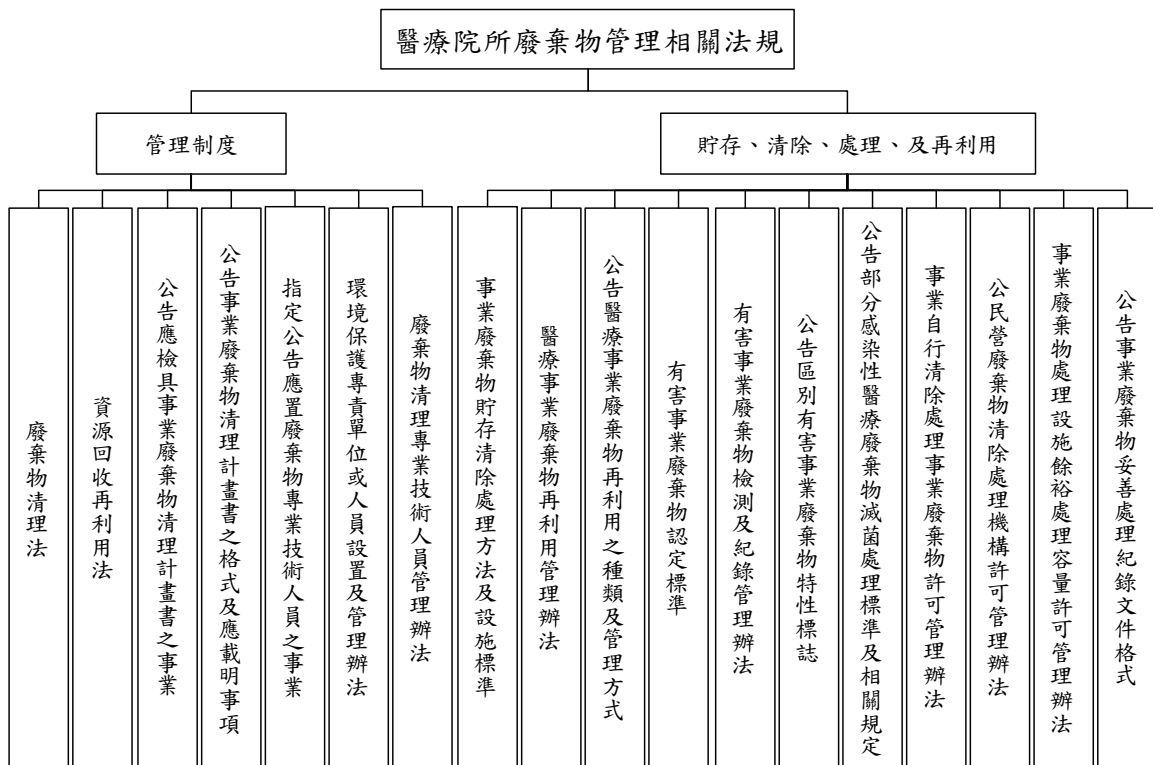 醫療院所廢棄物管理相關法規
管理制度
貯存、清除、處理、及再利用
廢棄物清理法
資源回收再利用法
公告應檢具事業廢棄物清理計畫書之事業
公告事業廢棄物清理計畫書之格式及應載明事項
指定公告應置廢棄物專業技術人員之事業
環境保護專責單位或人員設置及管理辦法
廢棄物清理專業技術人員管理辦法
事業廢棄物貯存清除處理方法及設施標準
醫療事業廢棄物再利用管理辦法
公告醫療事業廢棄物再利用之種類及管理方式
有害事業廢棄物認定標準
有害事業廢棄物檢測及紀錄管理辦法
公告區別有害事業廢棄物特性標誌
公告部分感染性醫療廢棄物滅菌處理標準及相關規定
事業自行清除處理事業廢棄物許可管理辦法
公民營廢棄物清除處理機構許可管理辦法
事業廢棄物處理設施餘裕處理容量許可管理辦法
公告事業廢棄物妥善處理紀錄文件格式